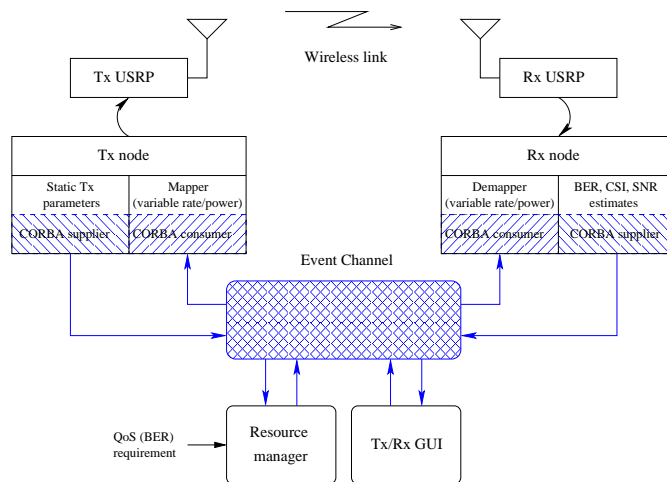 Wireless link
Tx USRP
Rx USRP
Tx node
Static Tx
parameters
CORBA supplier
Mapper
(variable rate/power)
CORBA consumer
Rx node
Demapper
(variable rate/power)
CORBA consumer
BER, CSI, SNR
estimates
CORBA supplier
Event Channel
QoS (BER)
requirement
Resource
manager
Tx/Rx GUI